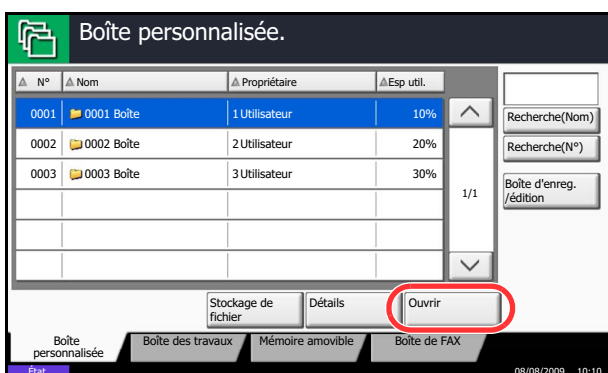 Boîte personnalisée.
N° Nom Propriétaire Esp util.
0001 0001 Boîte 1 Utilisateur 10%
0002 0002 Boîte 2 Utilisateur 20%
0003 0003 Boîte 3 Utilisateur 30%
1/1
Recherche(Nom)
Recherche(N°)
Boîte d'enreg.
/édition
Stockage de
fichier
Détails
Ouvrir
Boîte
personnalisée
Boîte des travaux
Mémoire amovible
Boîte de FAX
État
08/08/2009 10:10